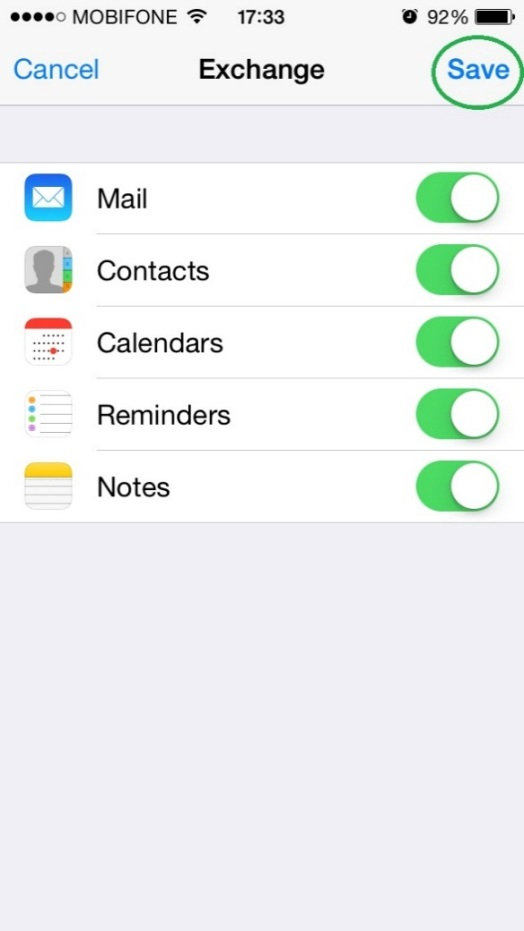 MOBIFONE 17:33 92%
Cancel Exchange Save
Mail
Contacts
Calendars
Reminders
Notes